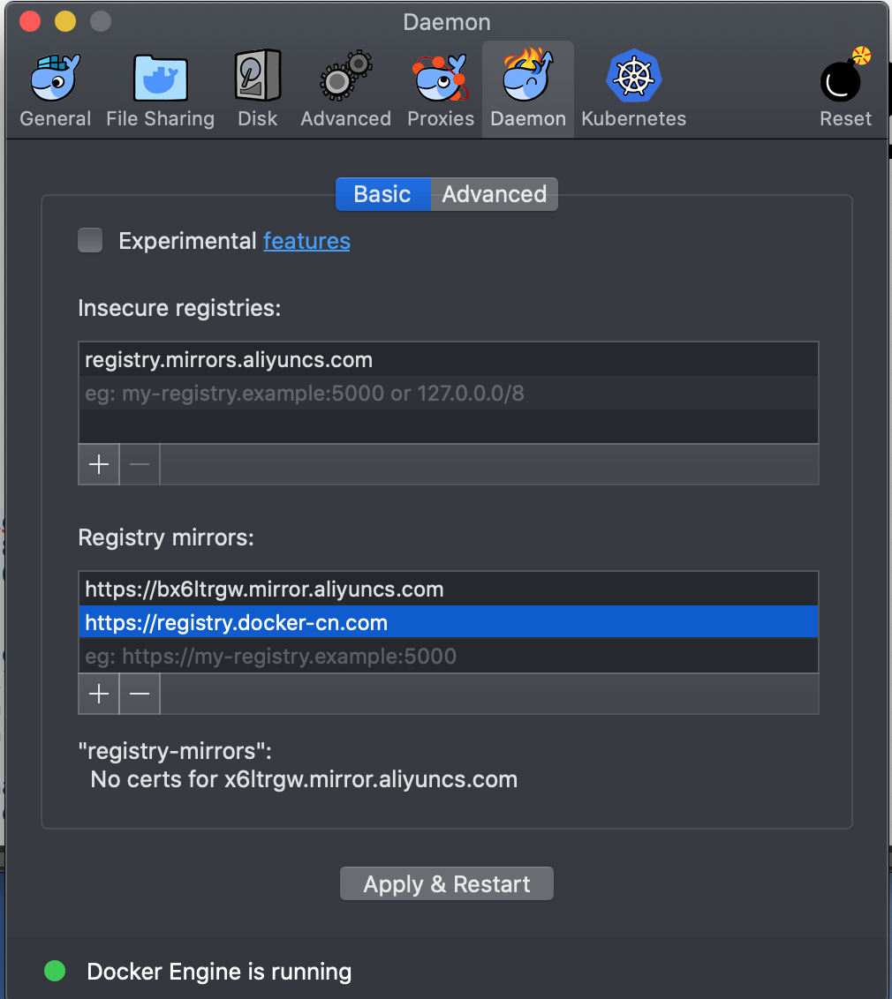 Daemon
General File Sharing Disk Advanced Proxies Daemon Kubernetes Reset
Basic Advanced
Experimental features
Insecure registries:
registry.mirrors.aliyuncs.com
eg: my-registry.example:5000 or 127.0.0.0/8
Registry mirrors:
https://bx6ltrgw.mirror.aliyuncs.com
https://registry.docker-cn.com
eg: https://my-registry.example:5000
"registry-mirrors":
No certs for x6ltrgw.mirror.aliyuncs.com
Apply & Restart
Docker Engine is running